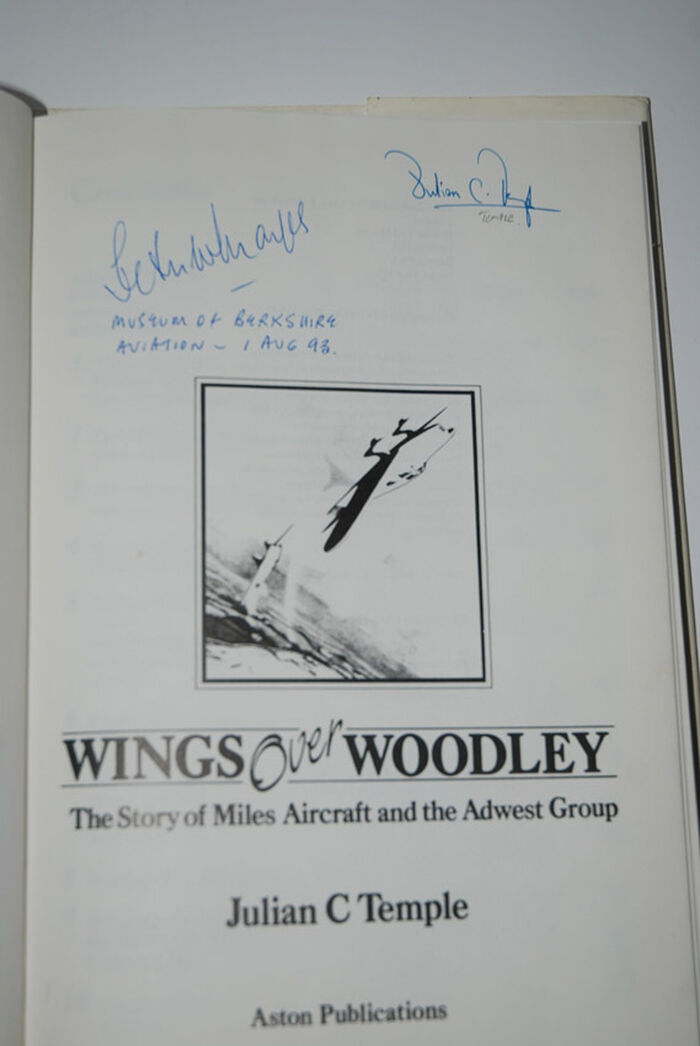 Julian C. Temple
Temple.
MUSEUM OF BERKSHIRE
AVIATION - 1 AUG 93.
WINGS Over WOODLEY
The Story of Miles Aircraft and the Adwest Group
Julian C Temple
Aston Publications